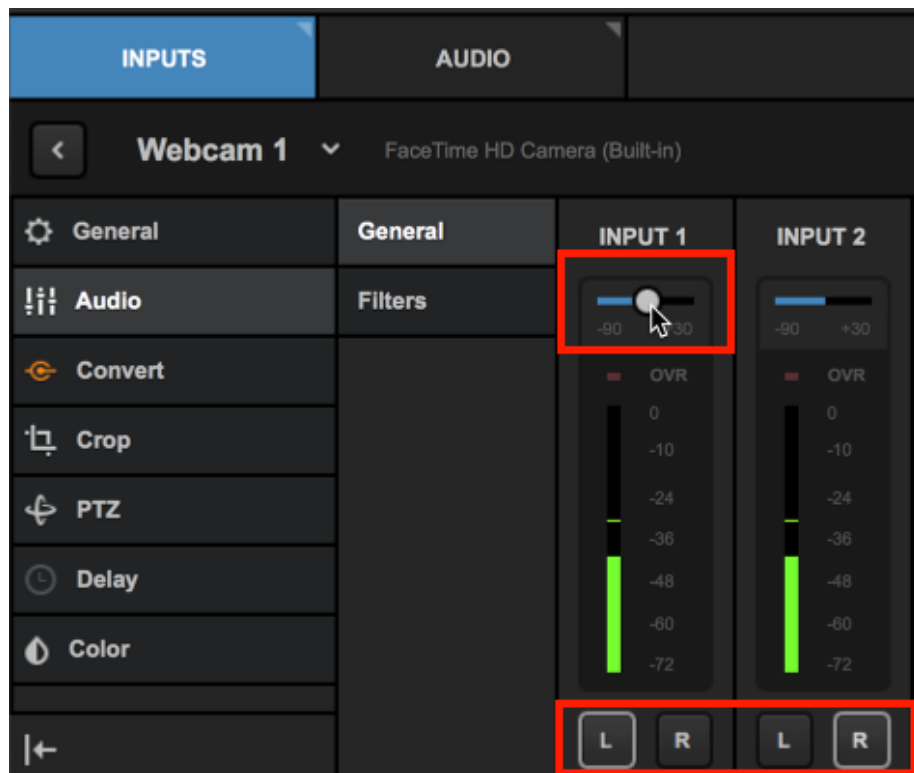 INPUTS AUDIO
Webcam 1 FaceTime HD Camera (Built-in)
General
Audio
Convert
Crop
PTZ
Delay
Color
General
Filters
INPUT 1
-90 +30
OVR
0
-10
-24
-36
-48
-60
-72
L R
INPUT 2
-90 +30
OVR
0
-10
-24
-36
-48
-60
-72
L R